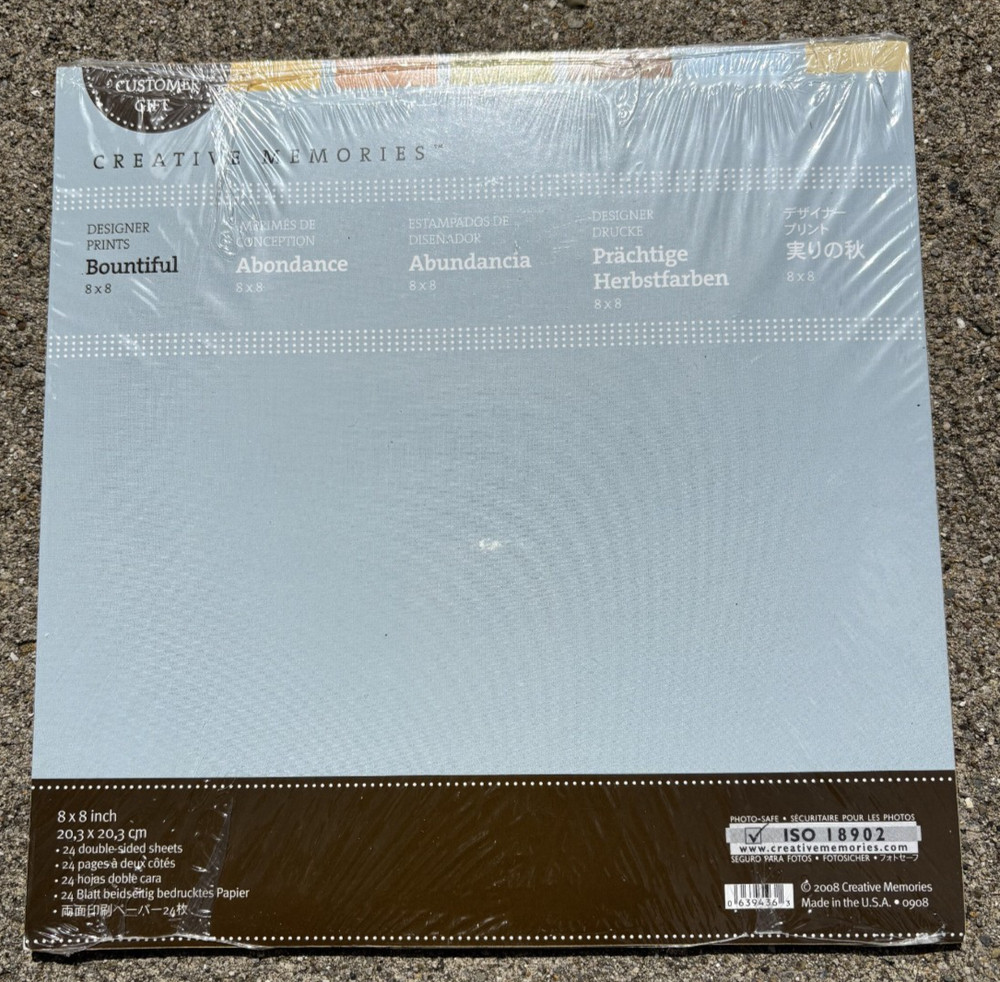 CUSTOMER
GIFT
CREATIVE MEMORIES™
DESIGNER
PRINTS
Bountiful
8 x 8
IMPRIMÉS DE
CONCEPTION
Abondance
8 x 8
ESTAMPADOS DE
DISEÑADOR
Abundancia
8 x 8
DESIGNER
DRUCKE
Prächtige
Herbstfarben
8 x 8
デザイナー
プリント
実りの秋
8 x 8
8 x 8 inch
20,3 x 20,3 cm
• 24 double-sided sheets
• 24 pages à deux côtés
• 24 hojas doble cara
• 24 Blatt beidseitig bedrucktes Papier
• 両面印刷ペーパー24枚
PHOTO-SAFE • SÉCURITAIRE POUR LES PHOTOS
ISO 18902
www.creativememories.com
SEGURO PARA FOTOS • FOTOSICHER • フォトセーフ
0 639436 3
© 2008 Creative Memories
Made in the U.S.A. • 0908